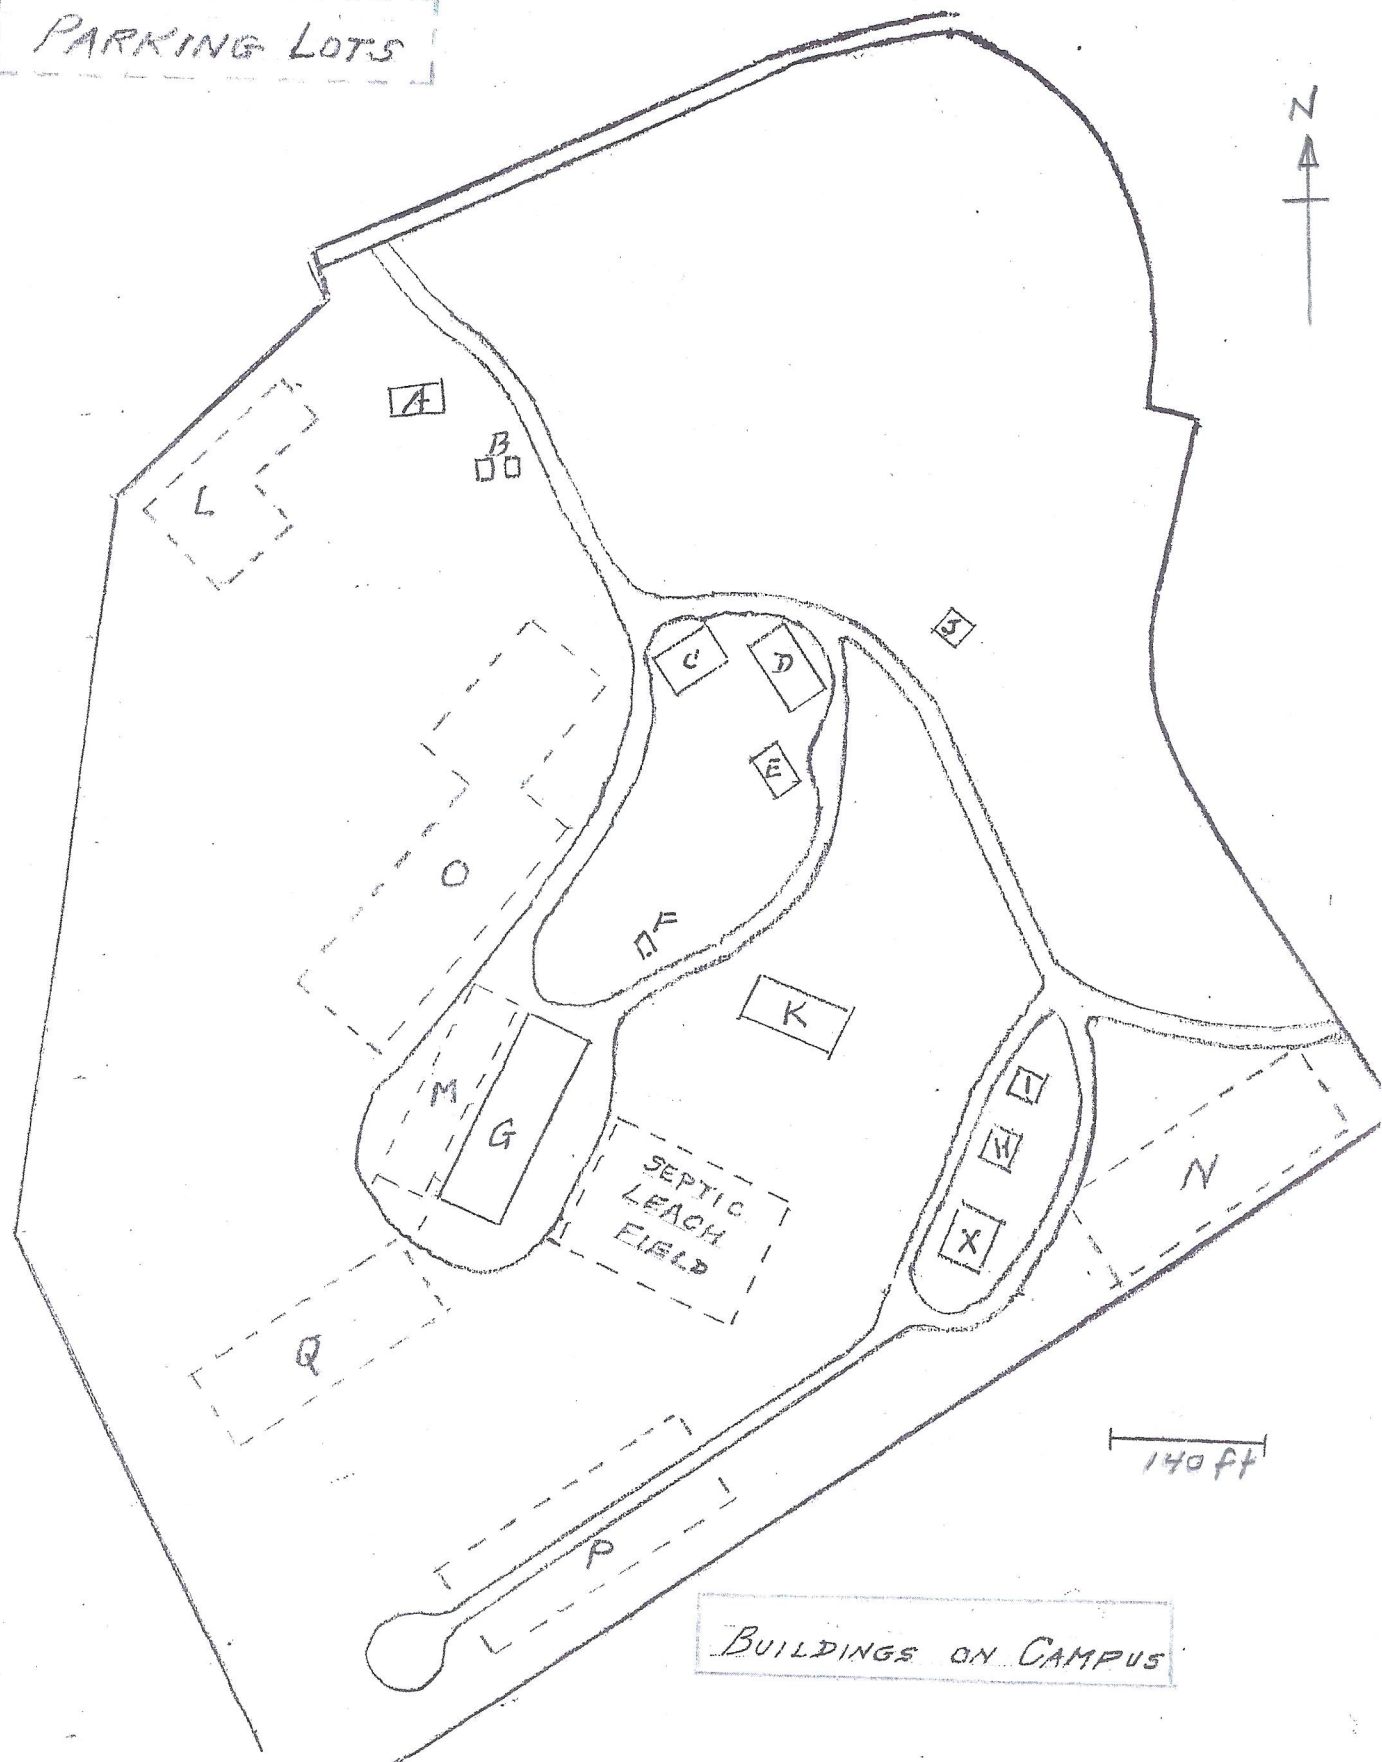 PARKING LOTS
N
A
B
L
J
C
D
E
O
F
K
M
G
I
H
N
X
SEPTIC
LEACH
FIELD
Q
140 ft
P
BUILDINGS ON CAMPUS